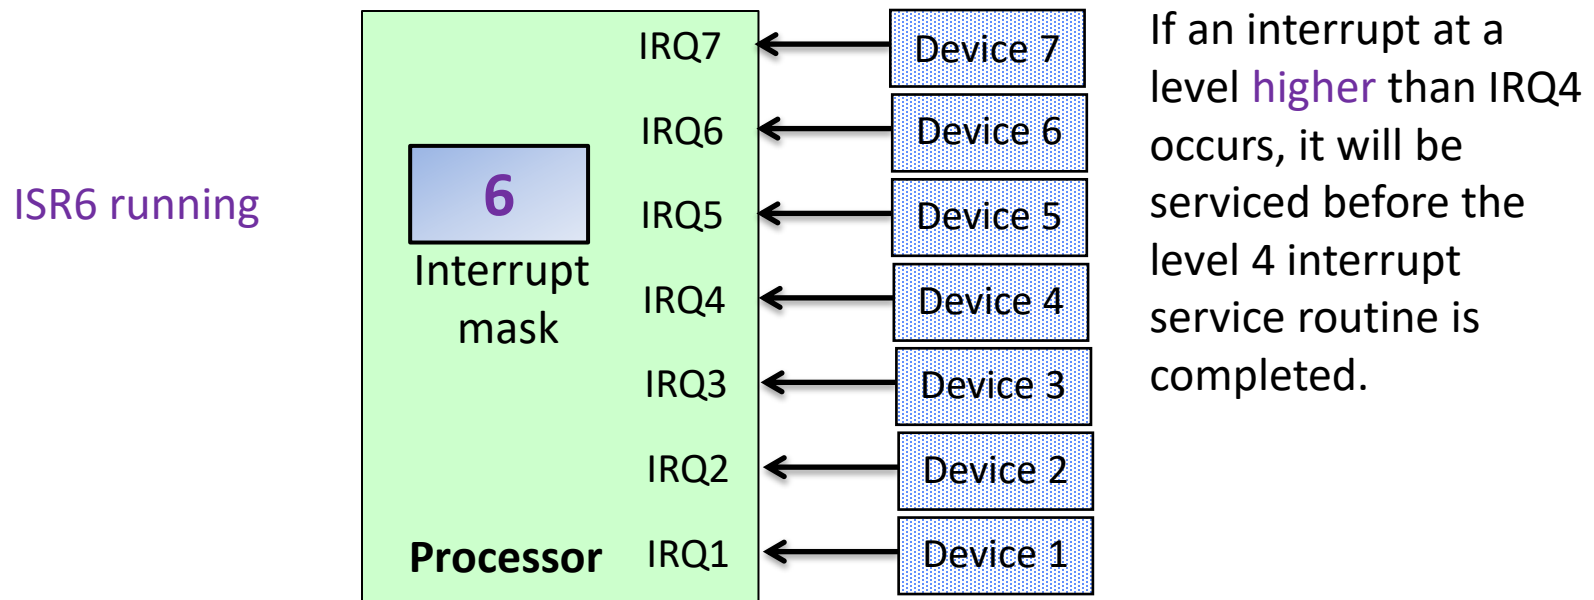 ISR6 running
6
Interrupt
mask
Processor
IRQ7
IRQ6
IRQ5
IRQ4
IRQ3
IRQ2
IRQ1
Device 7
Device 6
Device 5
Device 4
Device 3
Device 2
Device 1
If an interrupt at a
level higher than IRQ4
occurs, it will be
serviced before the
level 4 interrupt
service routine is
completed.